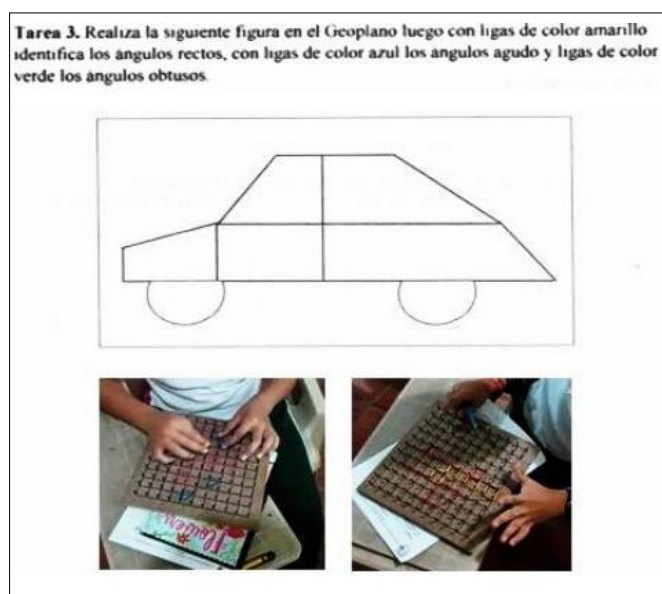 Tarea 3. Realiza la siguiente figura en el Geoplano luego con ligas de color amarillo
identifica los ángulos rectos, con ligas de color azul los ángulos agudo y ligas de color
verde los ángulos obtusos
flowers